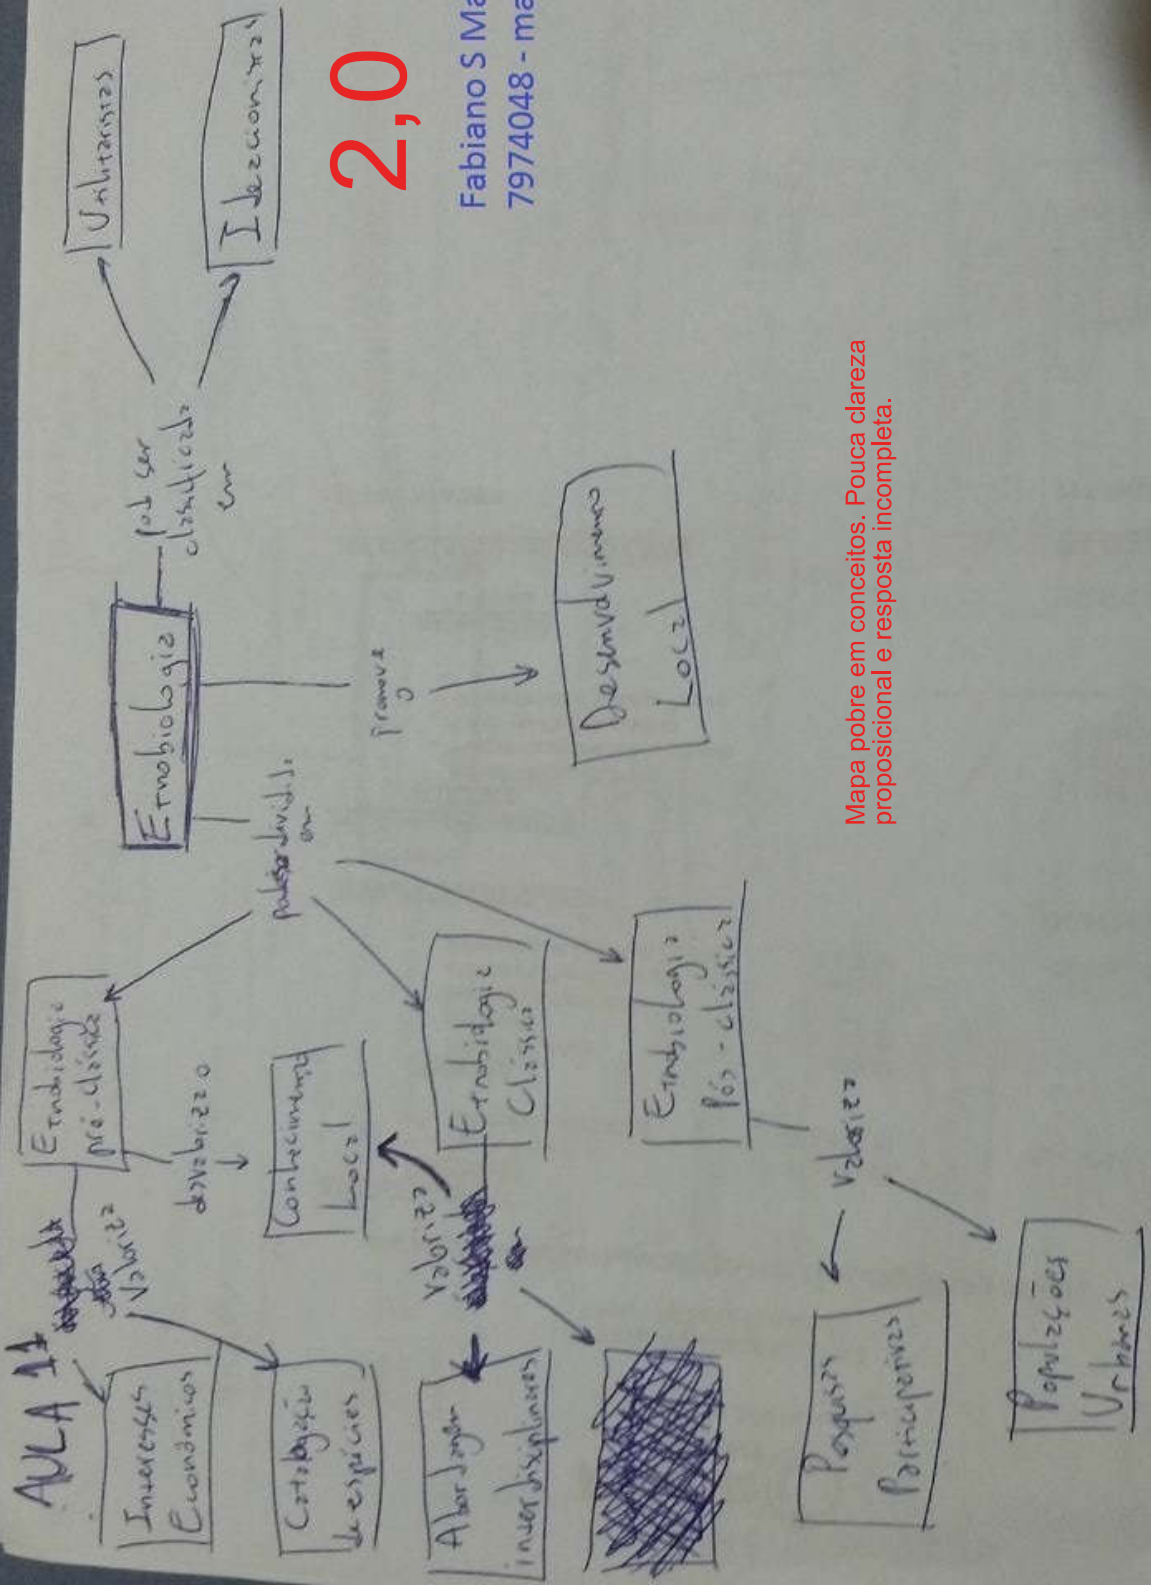 AULA 11
Etnobiologia
pode ser
classificada
em
Utilitaristas
Ideacionistas
promove
o
Desenvolvimento
Local
pode ser dividida
em
Etnobiologia
pré-clássica
valoriza
Interesses
Econômicos
Catalogação
de espécies
desvaloriza o
Conhecimento
Local
Etnobiologia
Clássica
valoriza
Abordagens
interdisciplinares
Etnobiologia
Pós-clássica
valoriza
Pesquisas
Participativas
Populações
Urbanas
2,0
Fabiano S Ma
7974048 - ma
Mapa pobre em conceitos. Pouca clareza
proposicional e resposta incompleta.